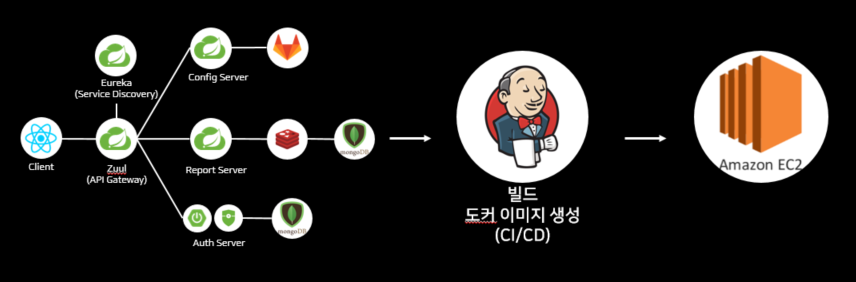 Eureka
(Service Discovery)
Config Server
Client
Zuul
(API Gateway)
Report Server
mongoDB
Auth Server
mongoDB
빌드
도커 이미지 생성
(CI/CD)
Amazon EC2